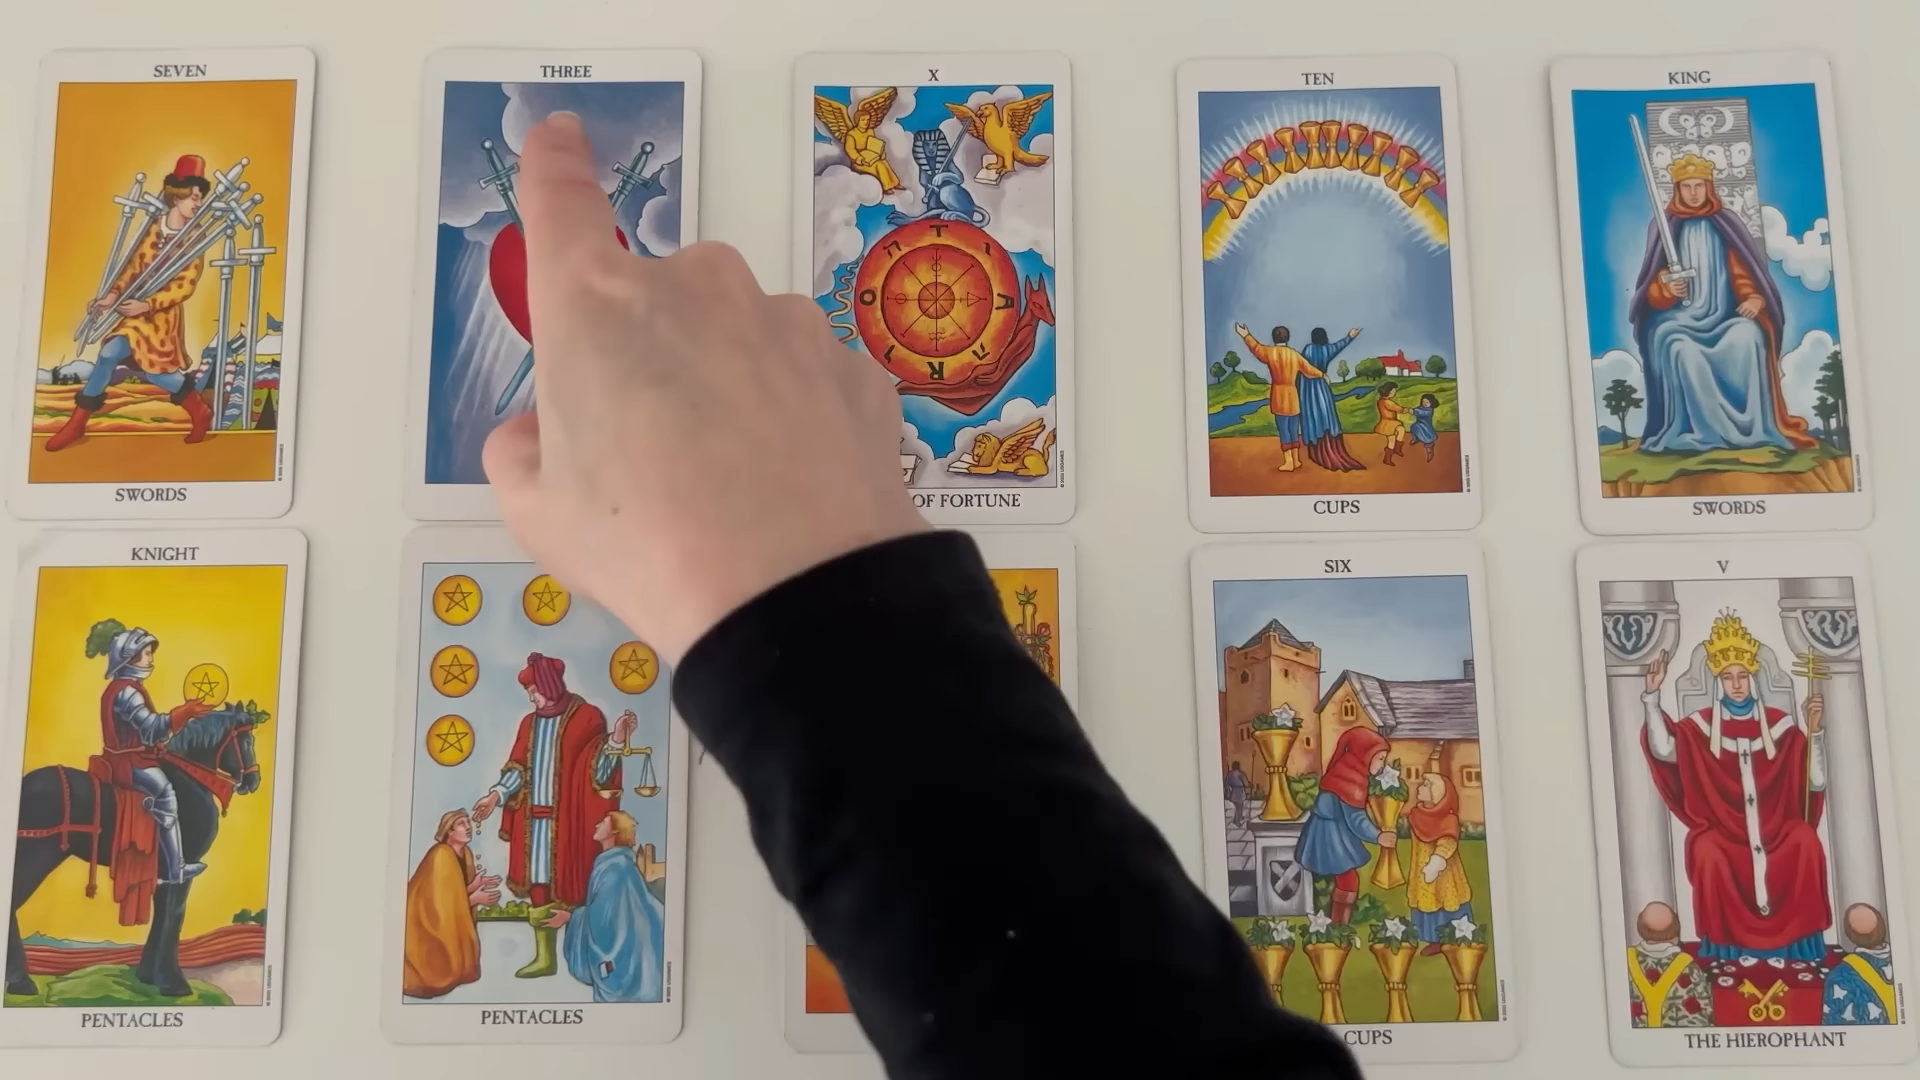 SEVEN
THREE
X
TEN
KING
SWORDS
OF FORTUNE
CUPS
SWORDS
KNIGHT
SIX
V
PENTACLES
PENTACLES
CUPS
THE HIEROPHANT